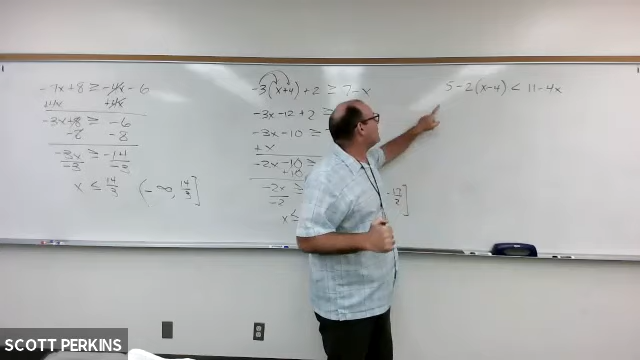 -7x+8 ≥ -4x-6
+4x +4x
-3x+8 ≥ -6
-8 -8
-3x ≥ -14
-3 -3
x ≤ 14/3 (-∞, 14/3]
-3(x+4)+2 ≥ 7-x
-3x-12+2 ≥
-3x-10 ≥
+x
-2x-10 ≥
+10
-2x ≥
-2
x ≤
-17/2]
5-2(x-4) < 11-4x
SCOTT PERKINS